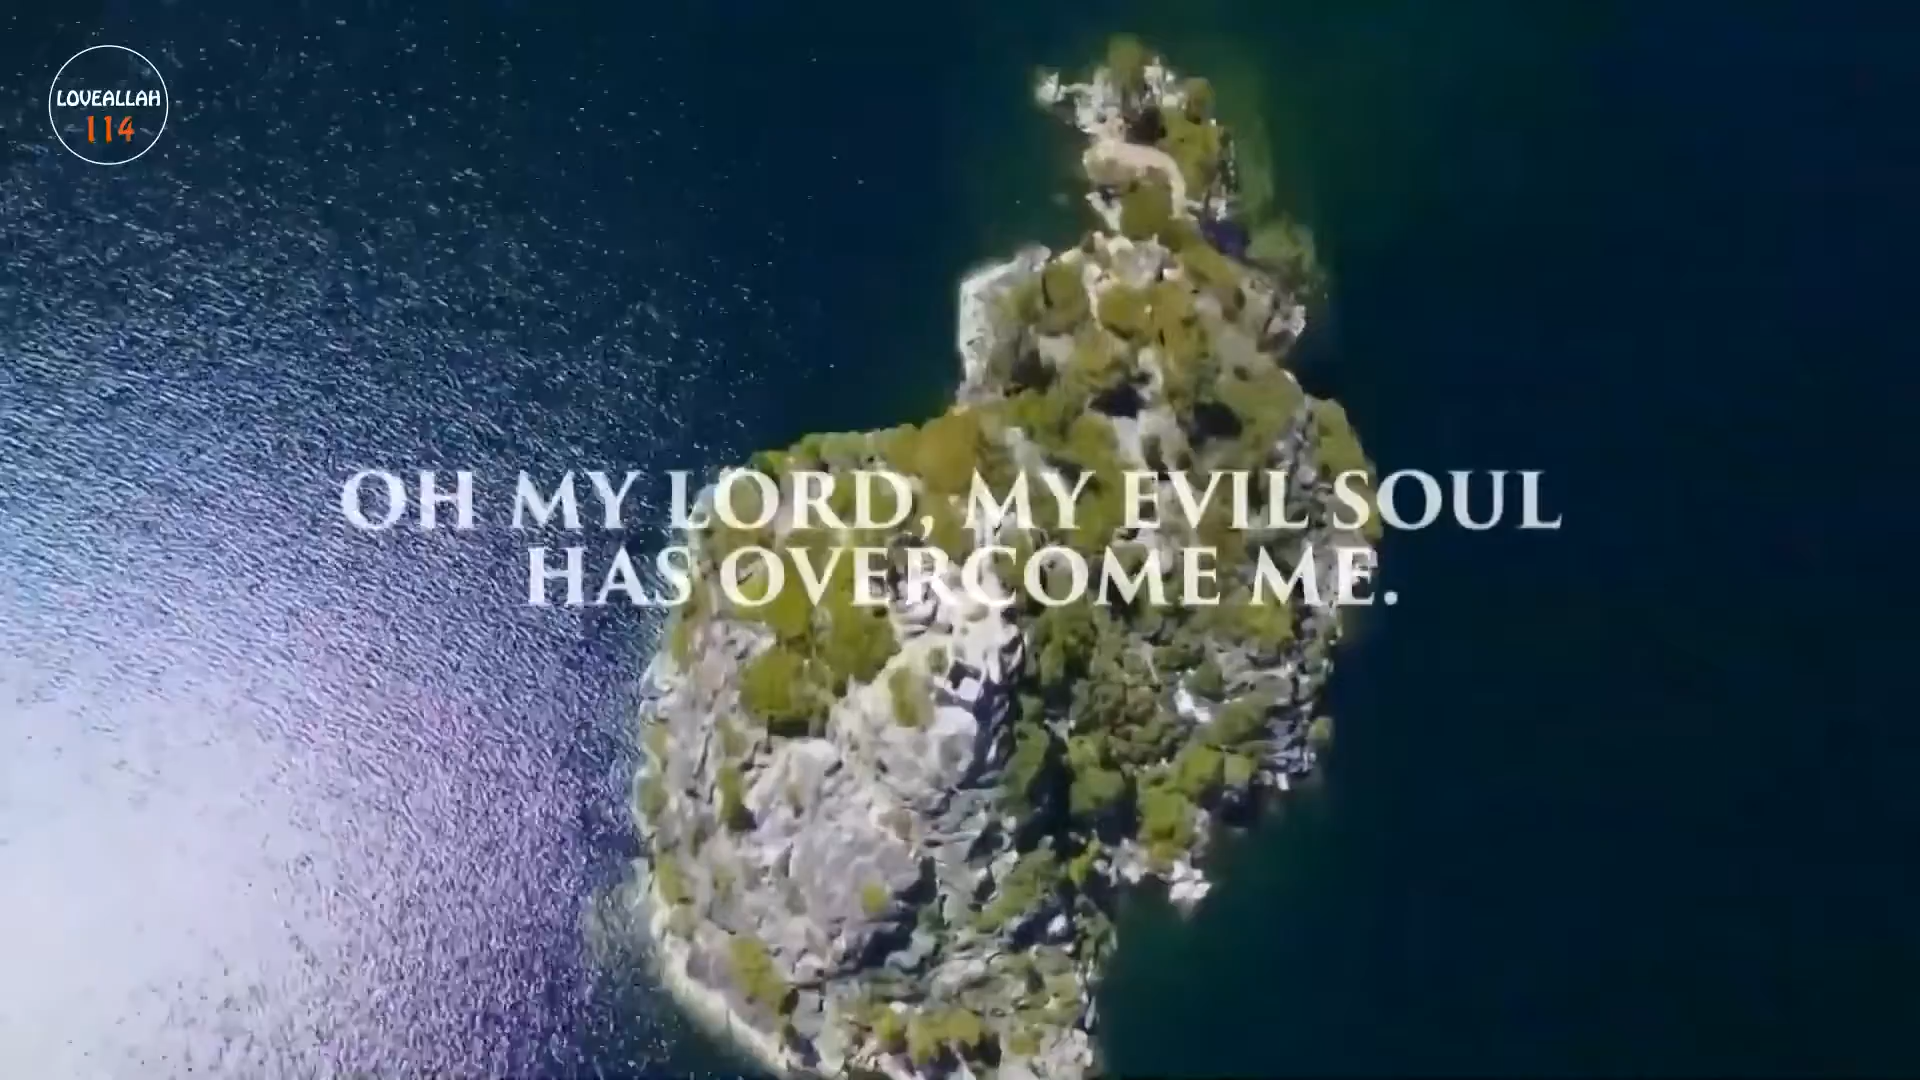 LOVEALLAH
114
OH MY LORD, MY EVIL SOUL
HAS OVERCOME ME.